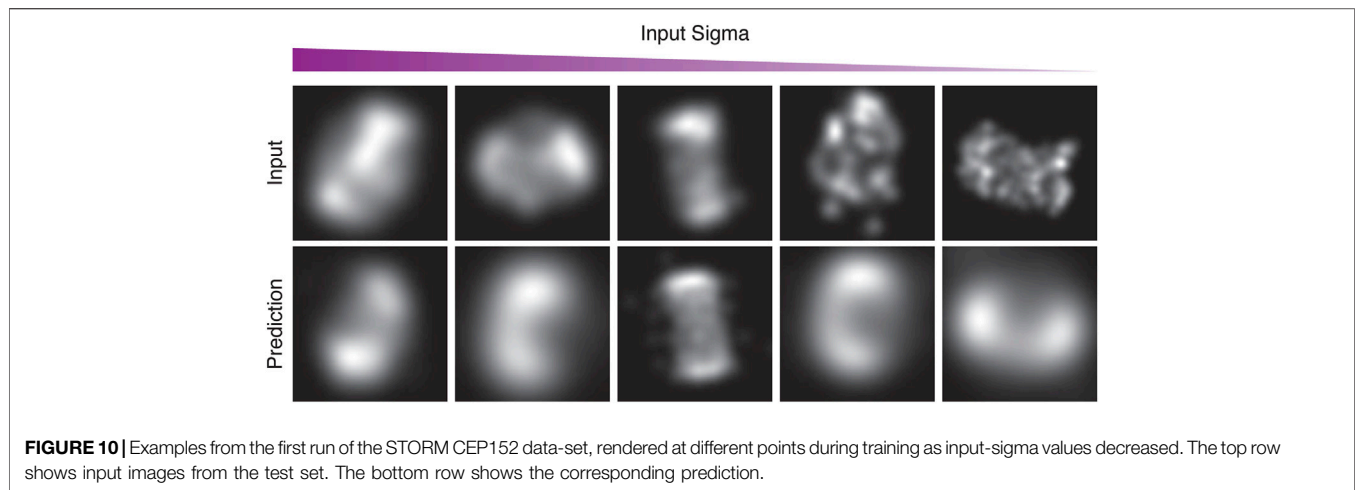 Input Sigma
Input
Prediction
FIGURE 10 | Examples from the first run of the STORM CEP152 data-set, rendered at different points during training as input-sigma values decreased. The top row
shows input images from the test set. The bottom row shows the corresponding prediction.